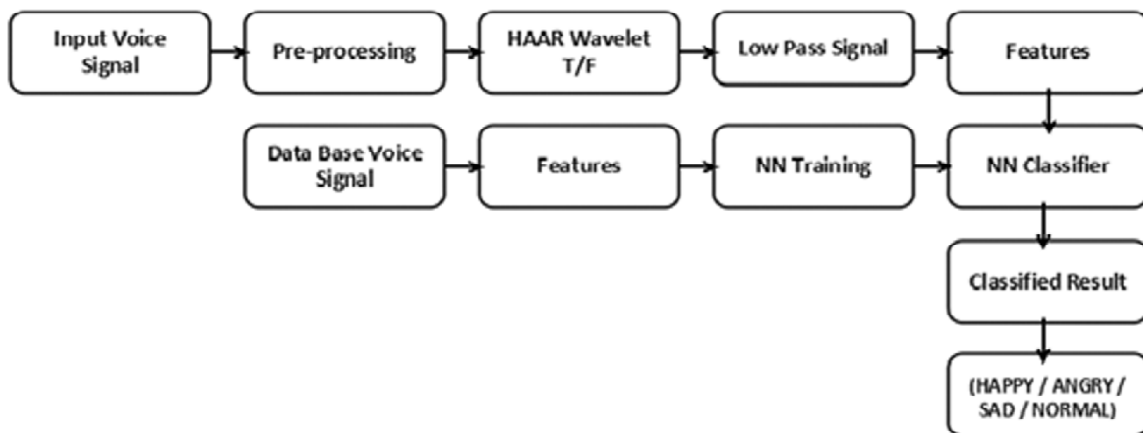 Input Voice
Signal
Pre-processing
HAAR Wavelet
T/F
Low Pass Signal
Features
Data Base Voice
Signal
Features
NN Training
NN Classifier
Classified Result
(HAPPY / ANGRY /
SAD / NORMAL)